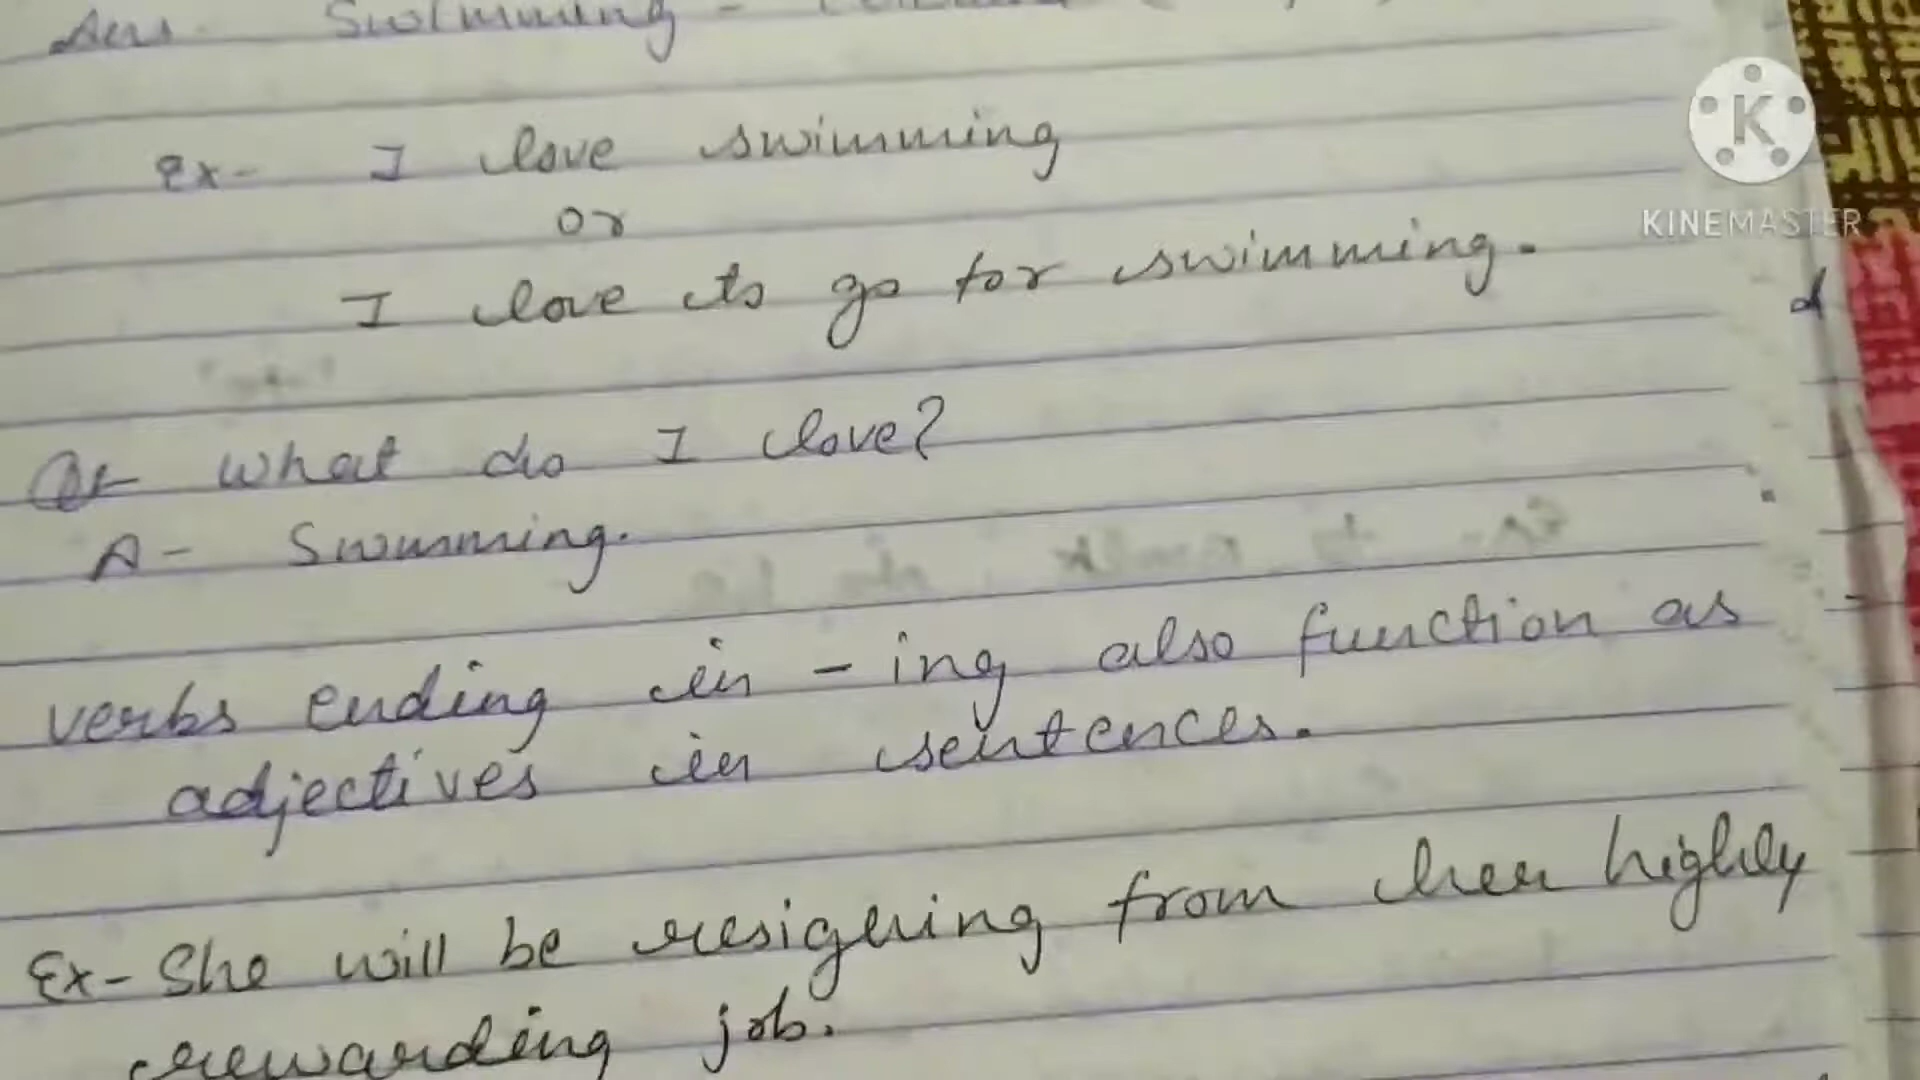 Ans. Swimming -
Ex- I love swimming
or
I love to go for swimming.
Q- What do I love?
A- Swimming.
verbs ending in -ing also function as
adjectives in sentences.
Ex- She will be resigning from her highly
rewarding job.
KINEMASTER